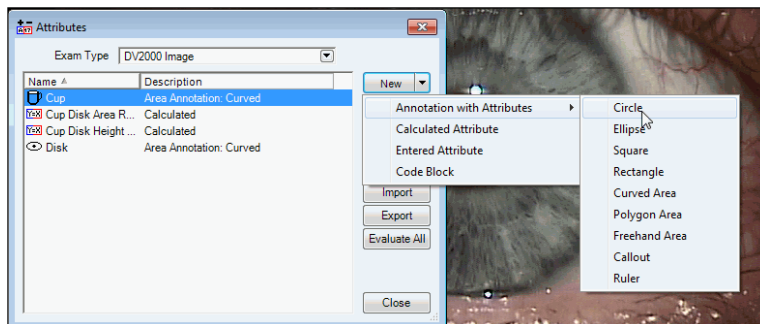 Attributes
Exam Type DV2000 Image
Name Description New
Cup Area Annotation: Curved
Y=X Cup Disk Area R... Calculated
Y=X Cup Disk Height ... Calculated
Disk Area Annotation: Curved
Annotation with Attributes
Calculated Attribute
Entered Attribute
Code Block
Circle
Ellipse
Square
Rectangle
Curved Area
Polygon Area
Freehand Area
Callout
Ruler
Import
Export
Evaluate All
Close